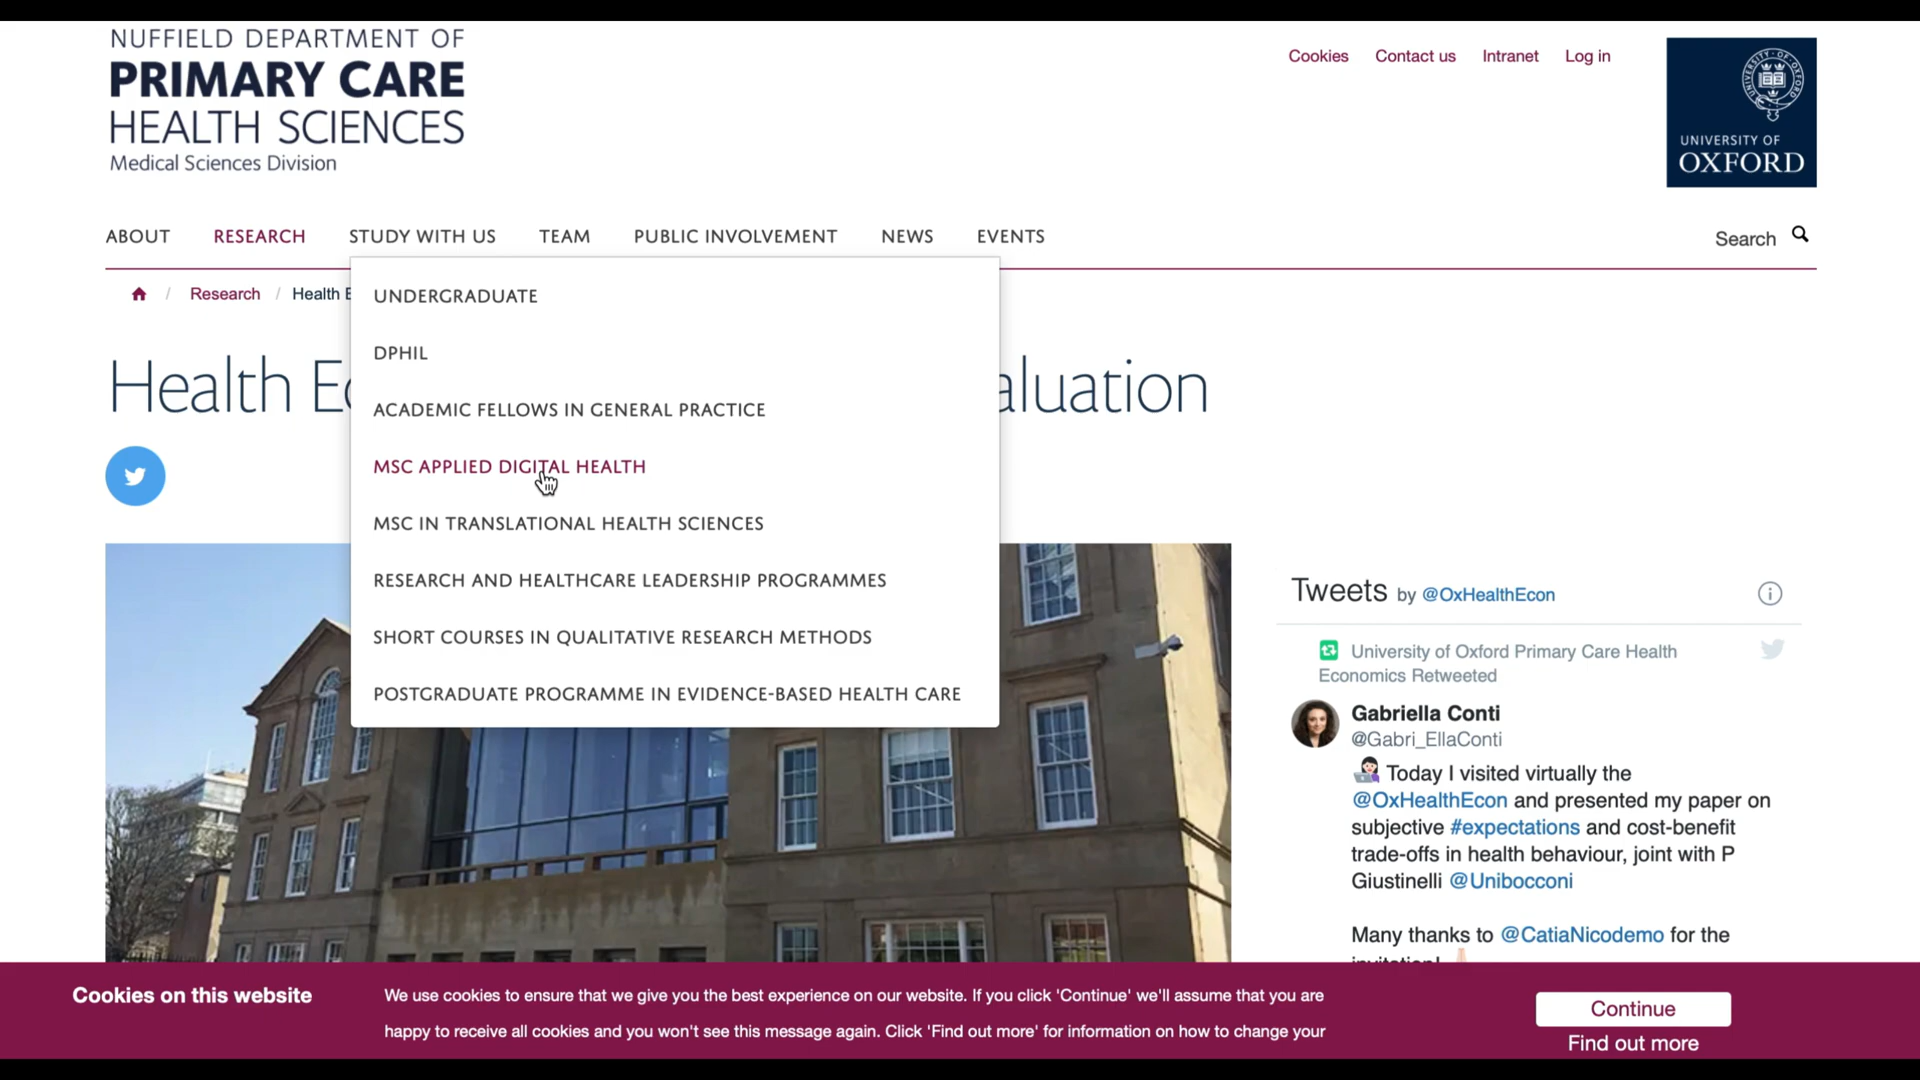 NUFFIELD DEPARTMENT OF
PRIMARY CARE
HEALTH SCIENCES
Medical Sciences Division
Cookies Contact us Intranet Log in
UNIVERSITY OF
OXFORD
ABOUT RESEARCH STUDY WITH US TEAM PUBLIC INVOLVEMENT NEWS EVENTS
Search
/ Research / Health E
UNDERGRADUATE
DPHIL
Health Ec aluation
ACADEMIC FELLOWS IN GENERAL PRACTICE
MSC APPLIED DIGITAL HEALTH
MSC IN TRANSLATIONAL HEALTH SCIENCES
RESEARCH AND HEALTHCARE LEADERSHIP PROGRAMMES
SHORT COURSES IN QUALITATIVE RESEARCH METHODS
POSTGRADUATE PROGRAMME IN EVIDENCE-BASED HEALTH CARE
Tweets by @OxHealthEcon
University of Oxford Primary Care Health
Economics Retweeted
Gabriella Conti
@Gabri_EllaConti
Today I visited virtually the
@OxHealthEcon and presented my paper on
subjective #expectations and cost-benefit
trade-offs in health behaviour, joint with P
Giustinelli @Unibocconi
Many thanks to @CatiaNicodemo for the
invitation!
Cookies on this website
We use cookies to ensure that we give you the best experience on our website. If you click 'Continue' we'll assume that you are
happy to receive all cookies and you won't see this message again. Click 'Find out more' for information on how to change your
Continue
Find out more